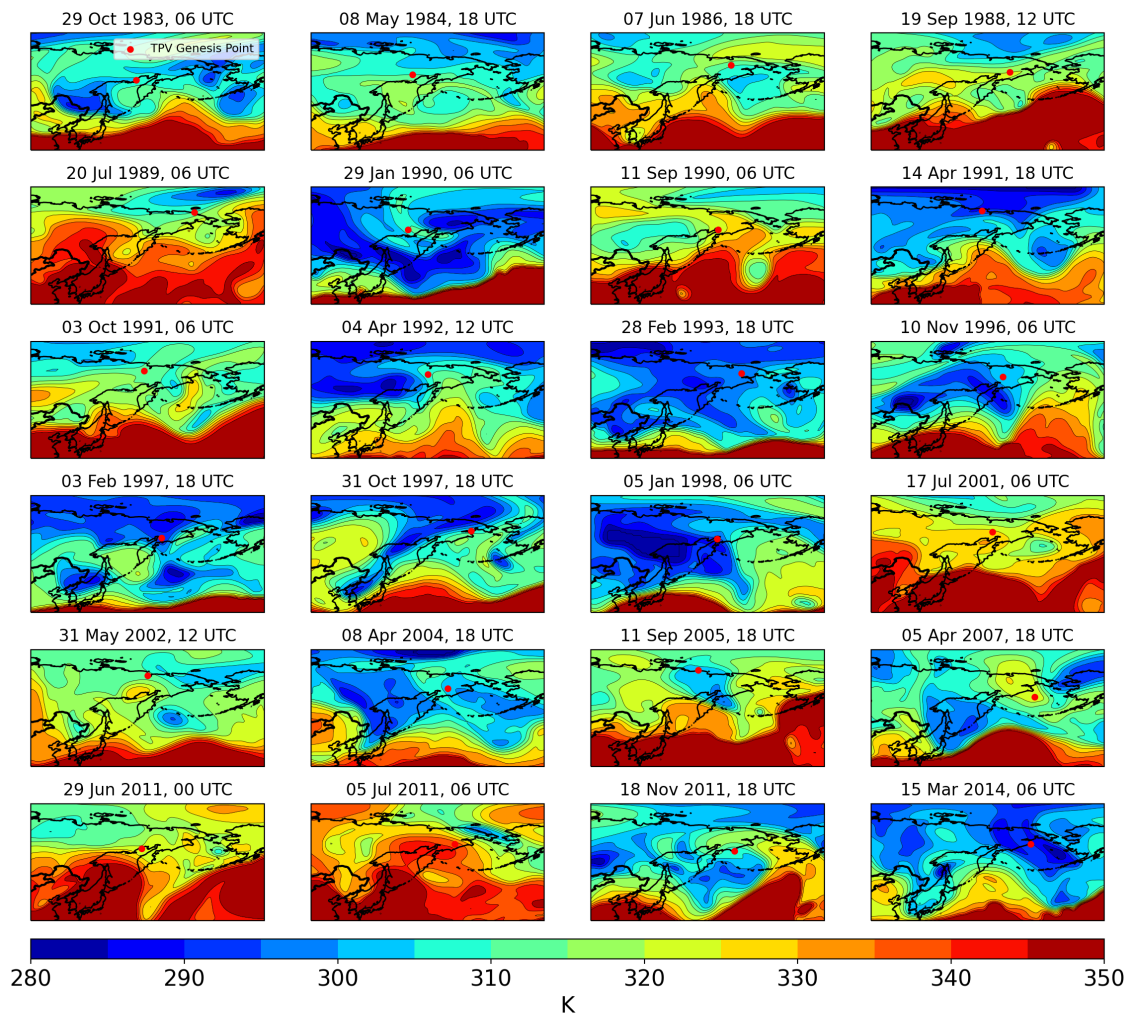 29 Oct 1983, 06 UTC
08 May 1984, 18 UTC
07 Jun 1986, 18 UTC
19 Sep 1988, 12 UTC
TPV Genesis Point
20 Jul 1989, 06 UTC
29 Jan 1990, 06 UTC
11 Sep 1990, 06 UTC
14 Apr 1991, 18 UTC
03 Oct 1991, 06 UTC
04 Apr 1992, 12 UTC
28 Feb 1993, 18 UTC
10 Nov 1996, 06 UTC
03 Feb 1997, 18 UTC
31 Oct 1997, 18 UTC
05 Jan 1998, 06 UTC
17 Jul 2001, 06 UTC
31 May 2002, 12 UTC
08 Apr 2004, 18 UTC
11 Sep 2005, 18 UTC
05 Apr 2007, 18 UTC
29 Jun 2011, 00 UTC
05 Jul 2011, 06 UTC
18 Nov 2011, 18 UTC
15 Mar 2014, 06 UTC
280 290 300 310 320 330 340 350
K